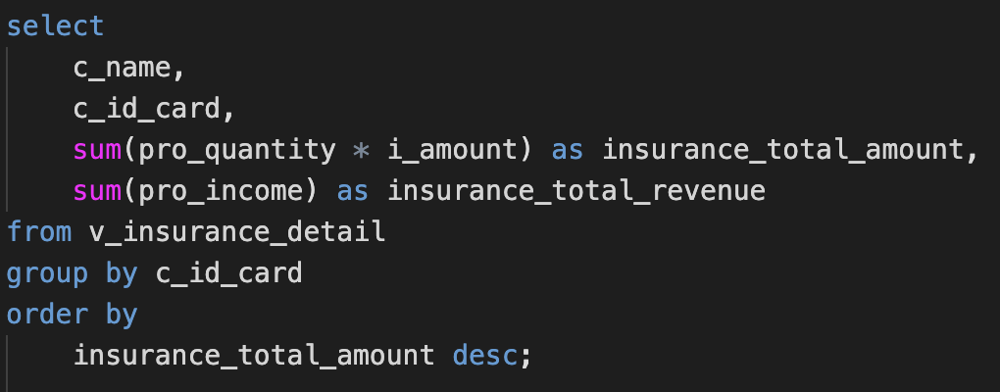 select
    c_name,
    c_id_card,
    sum(pro_quantity * i_amount) as insurance_total_amount,
    sum(pro_income) as insurance_total_revenue
from v_insurance_detail
group by c_id_card
order by
    insurance_total_amount desc;